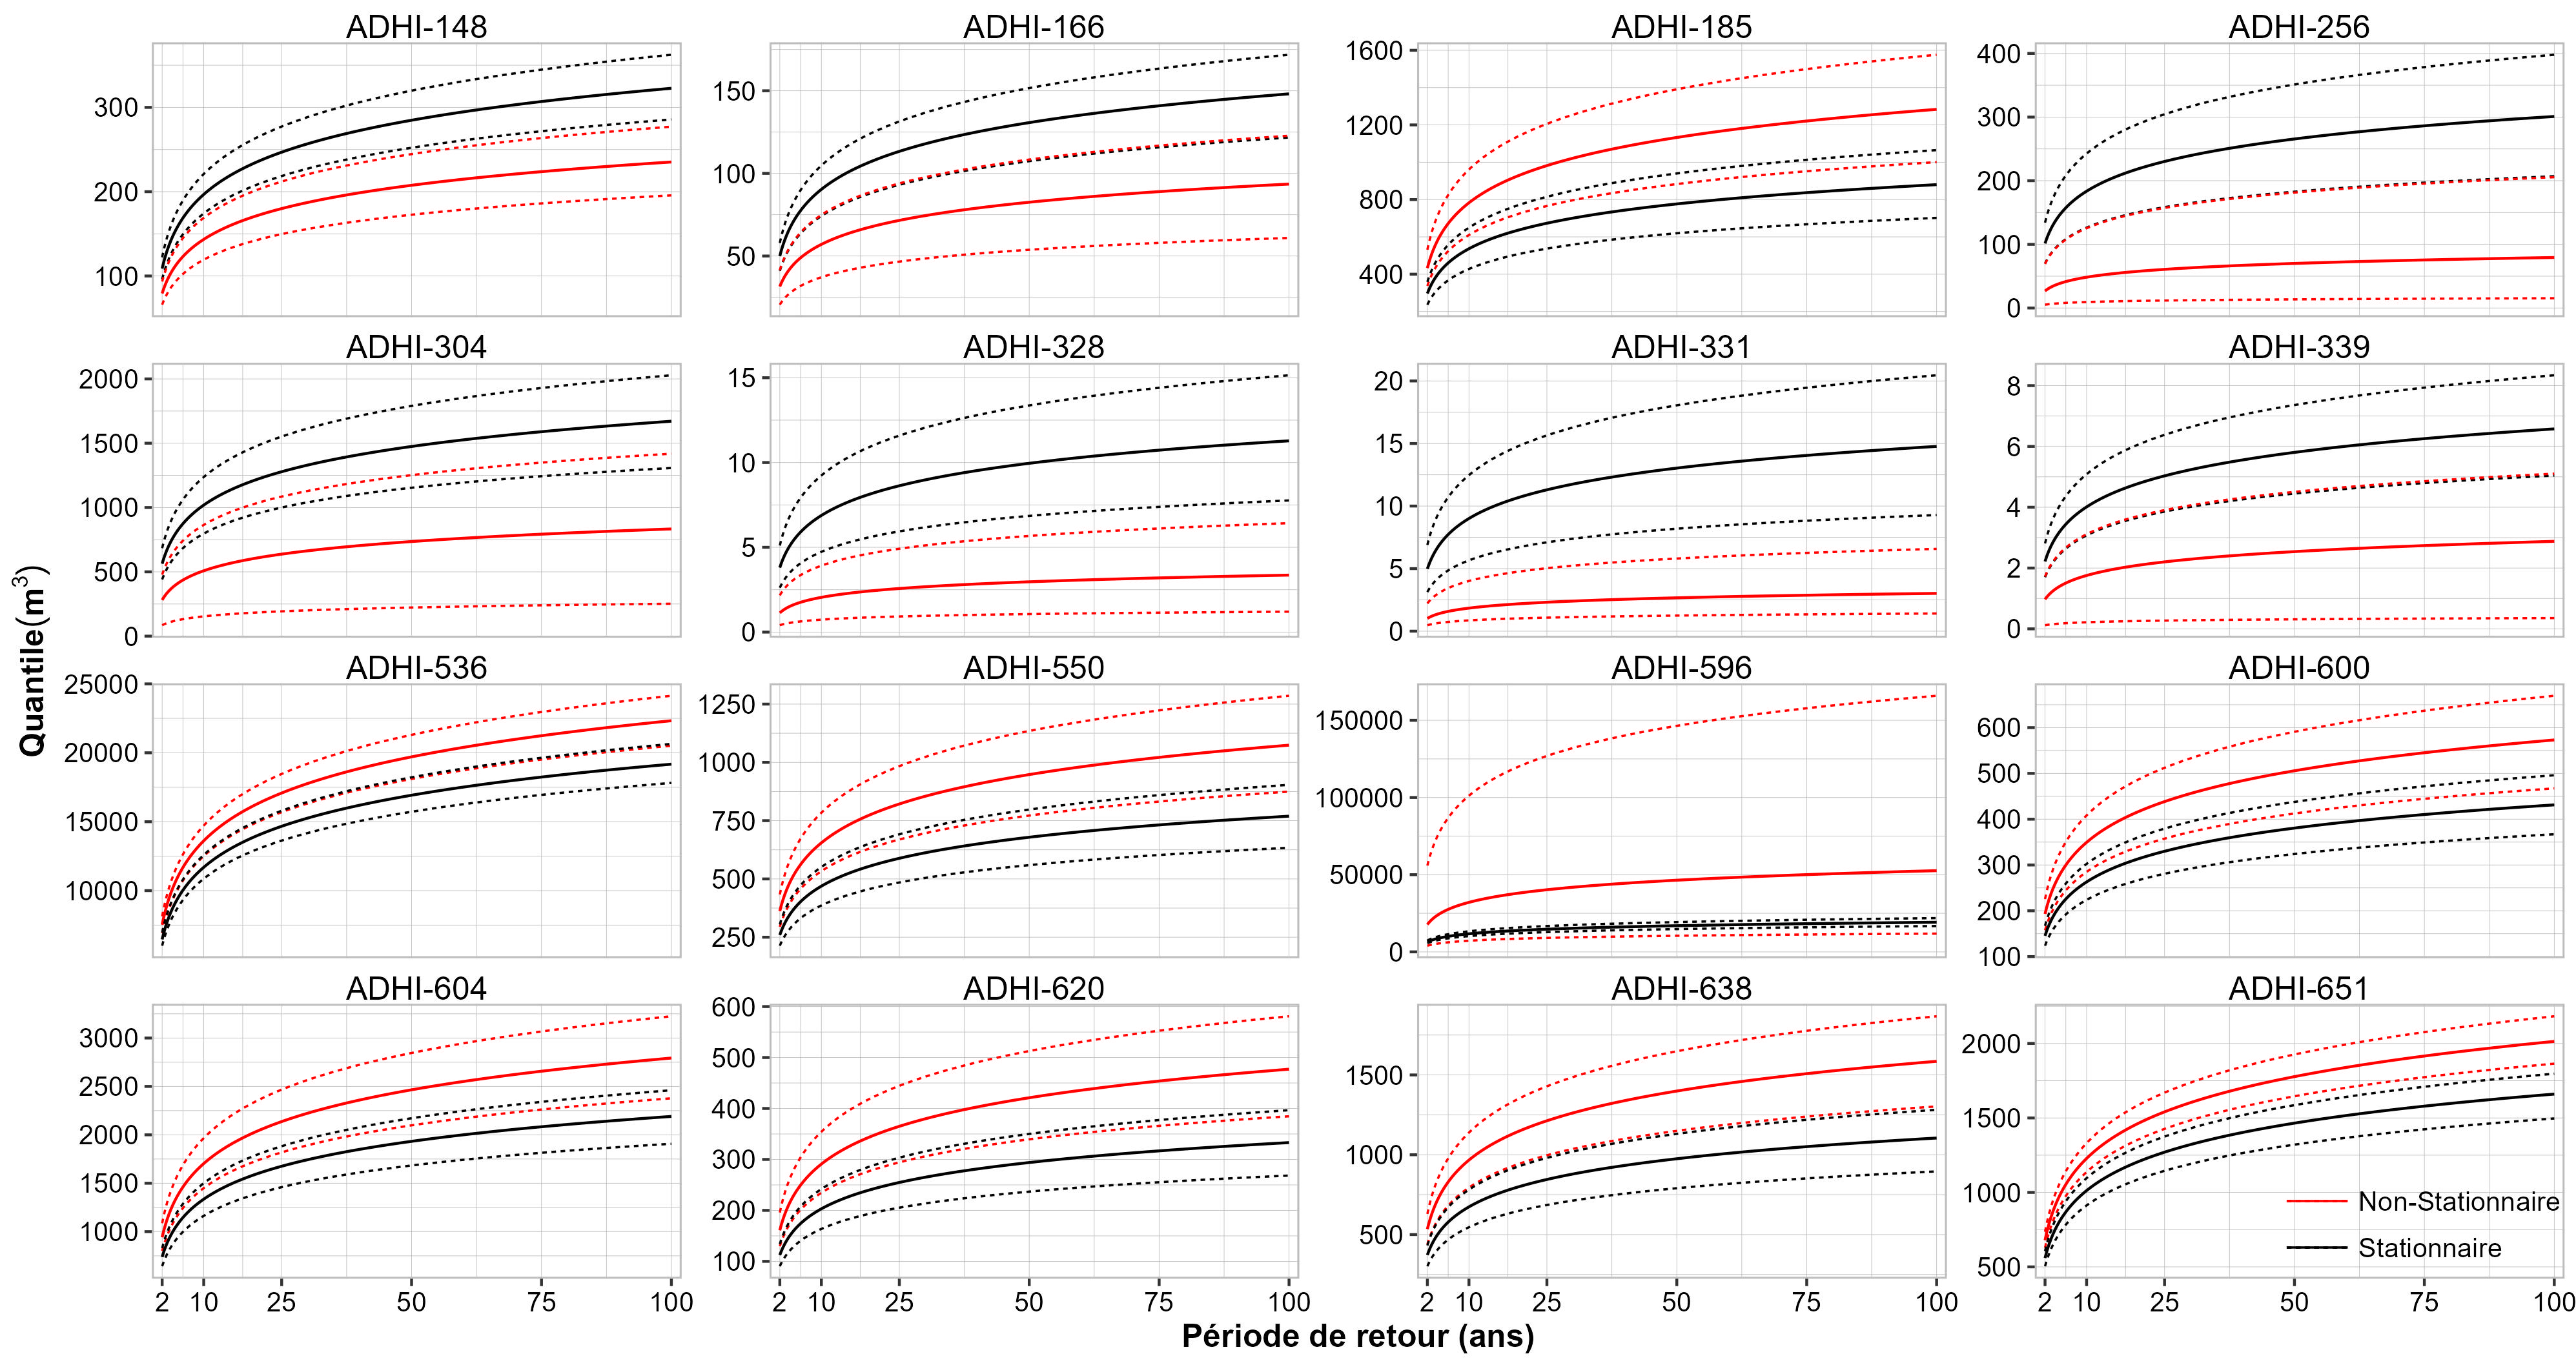 ADHI-148 ADHI-166 ADHI-185 ADHI-256
300 200 100
150 100 50
1600 1200 800 400
400 300 200 100 0
ADHI-304 ADHI-328 ADHI-331 ADHI-339
2000 1500 1000 500 0
15 10 5 0
20 15 10 5 0
8 6 4 2 0
Quantile(m³)
ADHI-536 ADHI-550 ADHI-596 ADHI-600
25000 20000 15000 10000
1250 1000 750 500 250
150000 100000 50000 0
600 500 400 300 200 100
ADHI-604 ADHI-620 ADHI-638 ADHI-651
3000 2500 2000 1500 1000
600 500 400 300 200 100
1500 1000 500
2000 1500 1000 500
Non-Stationnaire
Stationnaire
2 10 25 50 75 100 2 10 25 50 75 100 2 10 25 50 75 100 2 10 25 50 75 100
Période de retour (ans)